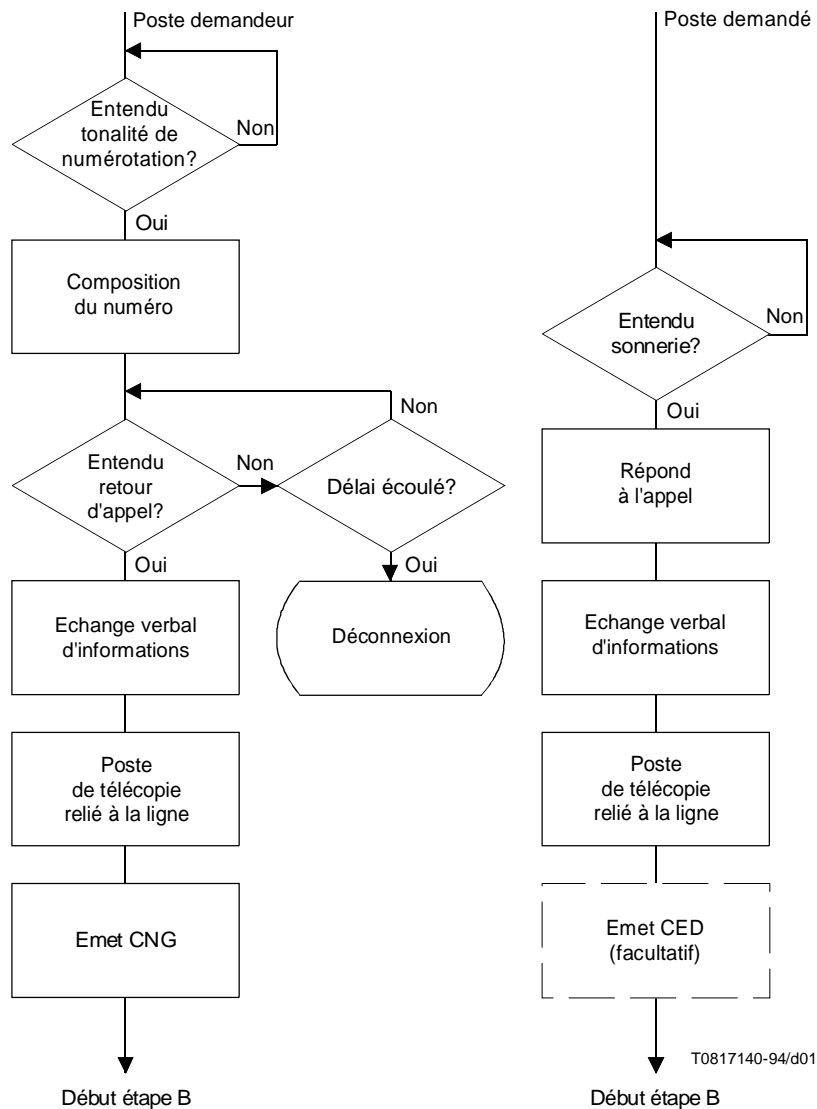 Poste demandeur
Entendu
tonalité de
numérotation?
Non
Oui
Composition
du numéro
Non
Entendu
retour
d'appel?
Non
Délai écoulé?
Oui
Oui
Echange verbal
d'informations
Déconnexion
Poste
de télécopie
relié à la ligne
Emet CNG
Début étape B
Poste demandé
Entendu
sonnerie?
Non
Oui
Répond
à l'appel
Echange verbal
d'informations
Poste
de télécopie
relié à la ligne
Emet CED
(facultatif)
T0817140-94/d01
Début étape B